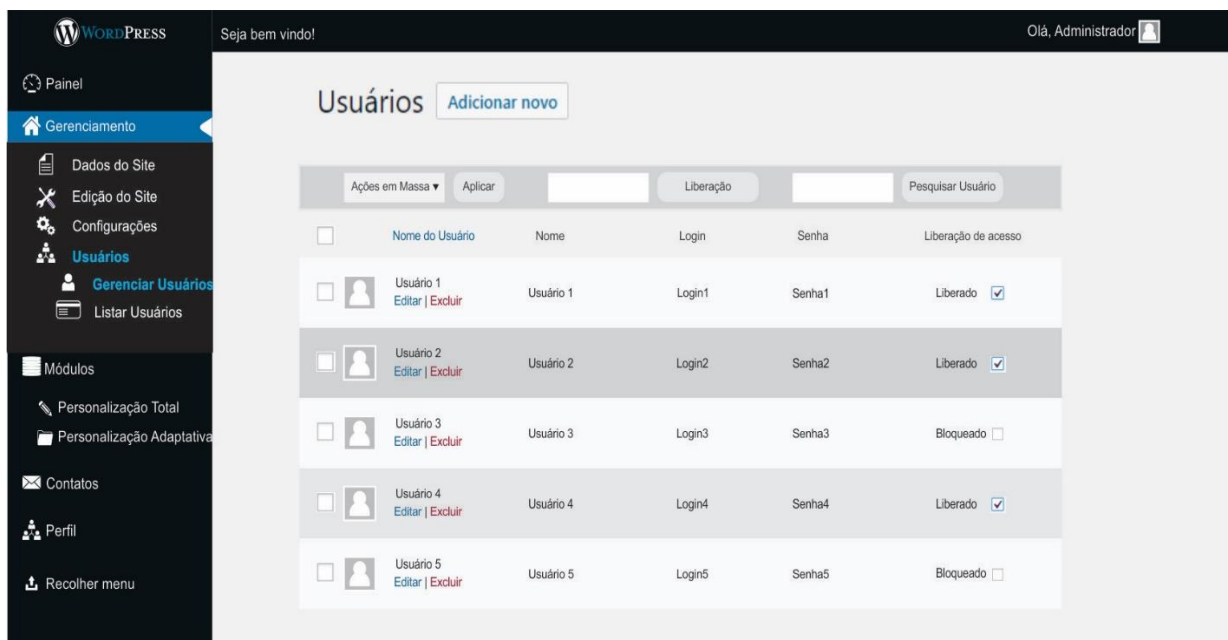 WORDPRESS
Seja bem vindo!
Olá, Administrador
Painel
Gerenciamento
Dados do Site
Edição do Site
Configurações
Usuários
Gerenciar Usuários
Listar Usuários
Módulos
Personalização Total
Personalização Adaptativa
Contatos
Perfil
Recolher menu
Usuários Adicionar novo
Ações em Massa ▾ Aplicar Liberação Pesquisar Usuário
Nome do Usuário Nome Login Senha Liberação de acesso
Usuário 1
Editar | Excluir
Usuário 1 Login1 Senha1 Liberado
Usuário 2
Editar | Excluir
Usuário 2 Login2 Senha2 Liberado
Usuário 3
Editar | Excluir
Usuário 3 Login3 Senha3 Bloqueado
Usuário 4
Editar | Excluir
Usuário 4 Login4 Senha4 Liberado
Usuário 5
Editar | Excluir
Usuário 5 Login5 Senha5 Bloqueado